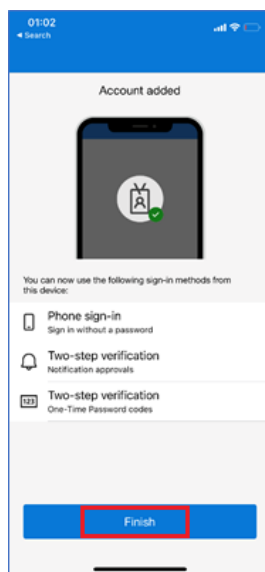 01:02
◀ Search
Account added
You can now use the following sign-in methods from
this device:
Phone sign-in
Sign in without a password
Two-step verification
Notification approvals
123
Two-step verification
One-Time Password codes
Finish